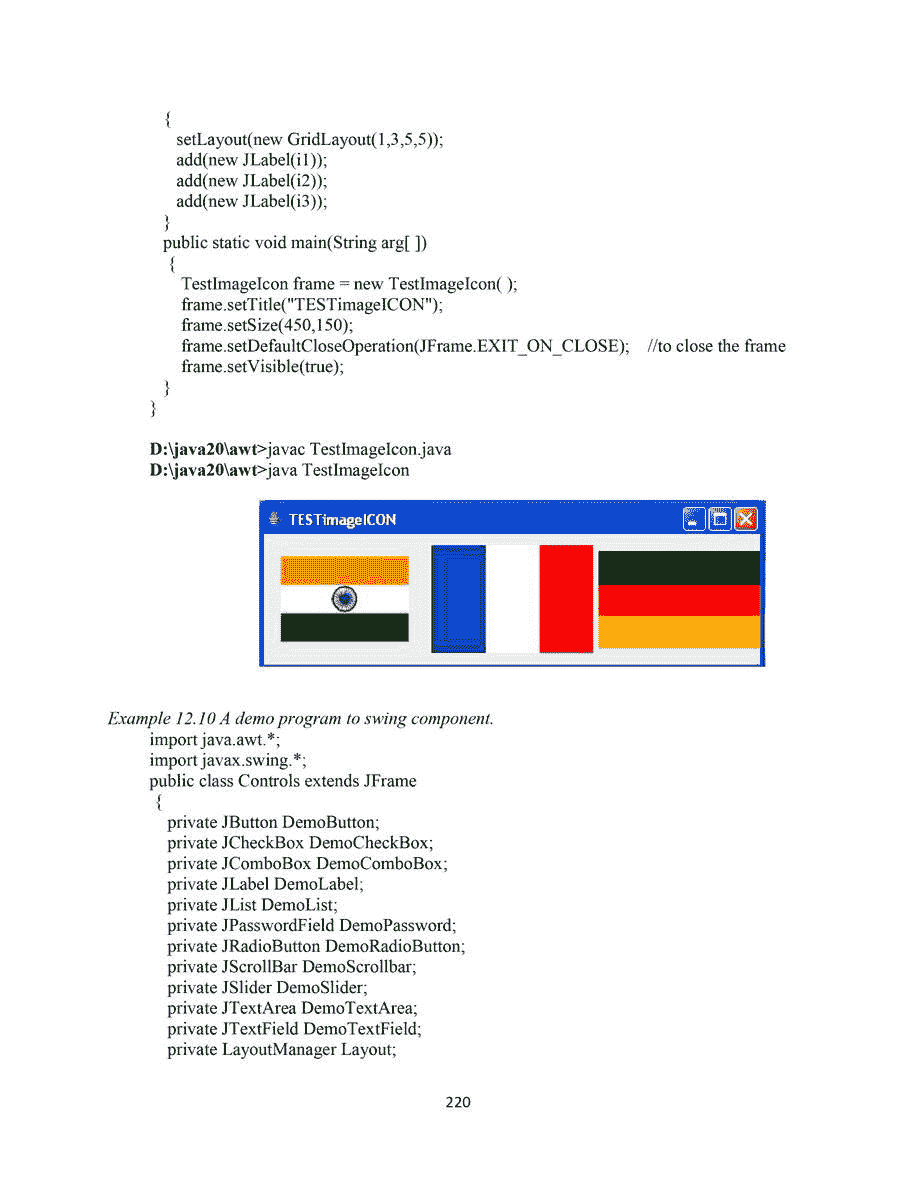 {
setLayout(new GridLayout(1,3,5,5));
add(new JLabel(i1));
add(new JLabel(i2));
add(new JLabel(i3));
}
public static void main(String arg[ ])
{
TestImageIcon frame = new TestImageIcon( );
frame.setTitle("TESTimageICON");
frame.setSize(450,150);
frame.setDefaultCloseOperation(JFrame.EXIT_ON_CLOSE); //to close the frame
frame.setVisible(true);
}
}
D:\java20\awt>javac TestImageIcon.java
D:\java20\awt>java TestImageIcon
TESTimageICON
Example 12.10 A demo program to swing component.
import java.awt.*;
import javax.swing.*;
public class Controls extends JFrame
{
private JButton DemoButton;
private JCheckBox DemoCheckBox;
private JComboBox DemoComboBox;
private JLabel DemoLabel;
private JList DemoList;
private JPasswordField DemoPassword;
private JRadioButton DemoRadioButton;
private JScrollBar DemoScrollbar;
private JSlider DemoSlider;
private JTextArea DemoTextArea;
private JTextField DemoTextField;
private LayoutManager Layout;
220